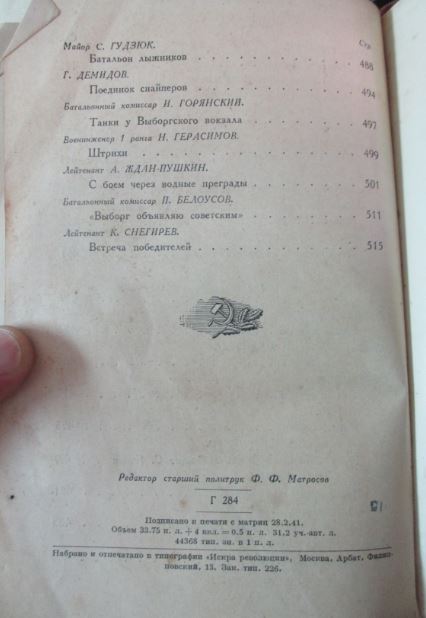 Стр
Майор С. ГУДЗЮК.
Батальон лыжников . . . . . . . . . . 488
Г. ДЕМИДОВ.
Поединок снайперов . . . . . . . . . . 494
Батальонный комиссар И. ГОРЯНСКИЙ.
Танки у Выборгского вокзала . . . . . . . 497
Военинженер 1 ранга Н. ГЕРАСИМОВ.
Штрихи . . . . . . . . . . . . . . 499
Лейтенант А. ЖДАН-ПУШКИН.
С боем через водные преграды . . . . . . . 501
Батальонный комиссар П. БЕЛОУСОВ.
«Выборг объявляю советским» . . . . . . . 511
Лейтенант К. СНЕГИРЕВ.
Встреча победителей . . . . . . . . . . 515
Редактор старший политрук Ф. Ф. Матросов
Г 284
Подписано к печати с матриц 28.2.41.
Объем 33.75 п. л. + 4 вкл. = 0.5 п. л. 31.2 уч.-авт. л.
44368 тип. зн. в 1 п. л.
Набрано и отпечатано в типографии «Искра революции», Москва, Арбат, Филип-
повский, 13. Зак. тип. 226.